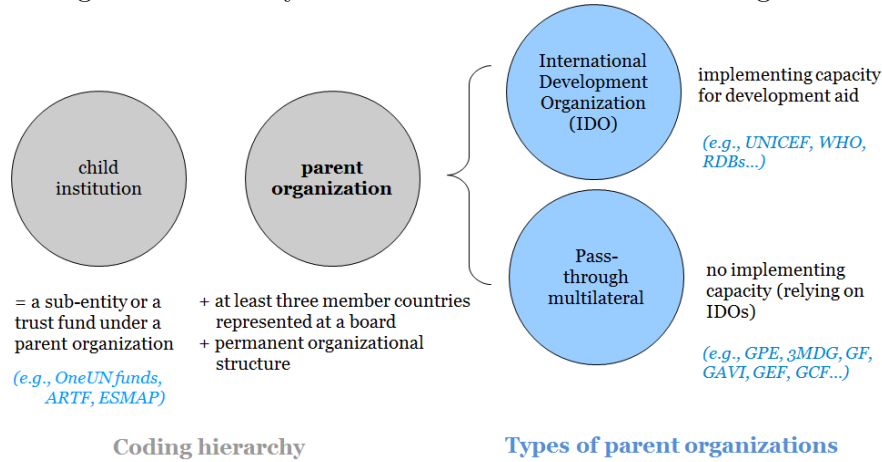 child
institution
parent
organization
International
Development
Organization
(IDO)
implementing capacity
for development aid
(e.g., UNICEF, WHO,
RDBs...)
Pass-
through
multilateral
no implementing
capacity (relying on
IDOs)
(e.g., GPE, 3MDG, GF,
GAVI, GEF, GCF...)
= a sub-entity or a
trust fund under a
parent organization
(e.g., OneUN funds,
ARTF, ESMAP)
+ at least three member countries
represented at a board
+ permanent organizational
structure
Coding hierarchy
Types of parent organizations